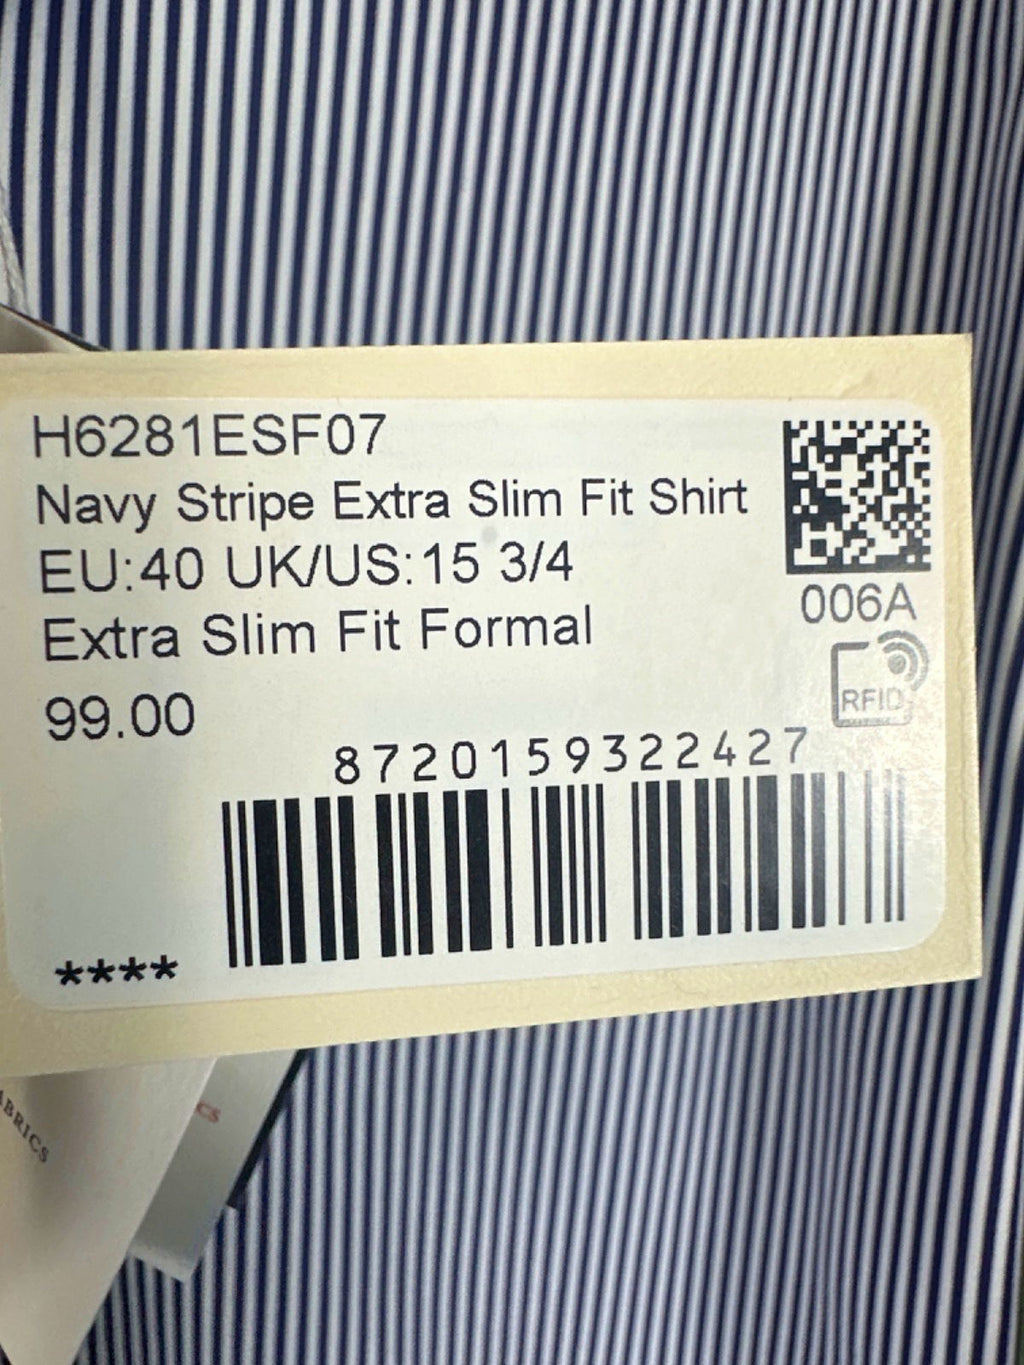 H6281ESF07
Navy Stripe Extra Slim Fit Shirt
EU:40 UK/US:15 3/4
Extra Slim Fit Formal
99.00
006A
RFID
8720159322427
****